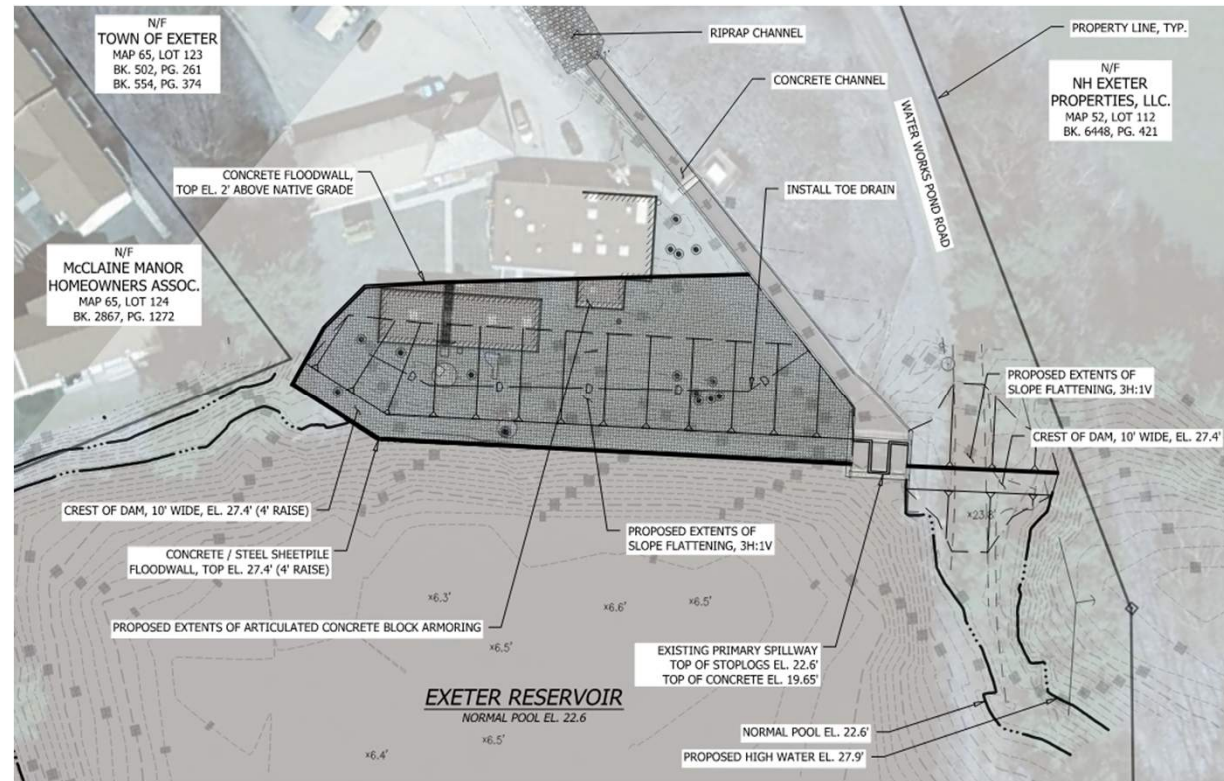 N/F
TOWN OF EXETER
MAP 65, LOT 123
BK. 502, PG. 261
BK. 554, PG. 374
RIPRAP CHANNEL
PROPERTY LINE, TYP.
N/F
NH EXETER
PROPERTIES, LLC.
MAP 52, LOT 112
BK. 6448, PG. 421
CONCRETE CHANNEL
WATER WORKS POND ROAD
CONCRETE FLOODWALL,
TOP EL. 2' ABOVE NATIVE GRADE
INSTALL TOE DRAIN
N/F
McCLAINE MANOR
HOMEOWNERS ASSOC.
MAP 65, LOT 124
BK. 2867, PG. 1272
PROPOSED EXTENTS OF
SLOPE FLATTENING, 3H:1V
CREST OF DAM, 10' WIDE, EL. 27.4'
x23.8'
CREST OF DAM, 10' WIDE, EL. 27.4' (4' RAISE)
PROPOSED EXTENTS OF
SLOPE FLATTENING, 3H:1V
CONCRETE / STEEL SHEETPILE
FLOODWALL, TOP EL. 27.4' (4' RAISE)
x6.3'
x6.6'
x6.5'
PROPOSED EXTENTS OF ARTICULATED CONCRETE BLOCK ARMORING
x6.5'
EXISTING PRIMARY SPILLWAY
TOP OF STOPLOGS EL. 22.6'
TOP OF CONCRETE EL. 19.65'
EXETER RESERVOIR
NORMAL POOL EL. 22.6
x6.4'
x6.5'
NORMAL POOL EL. 22.6'
PROPOSED HIGH WATER EL. 27.9'